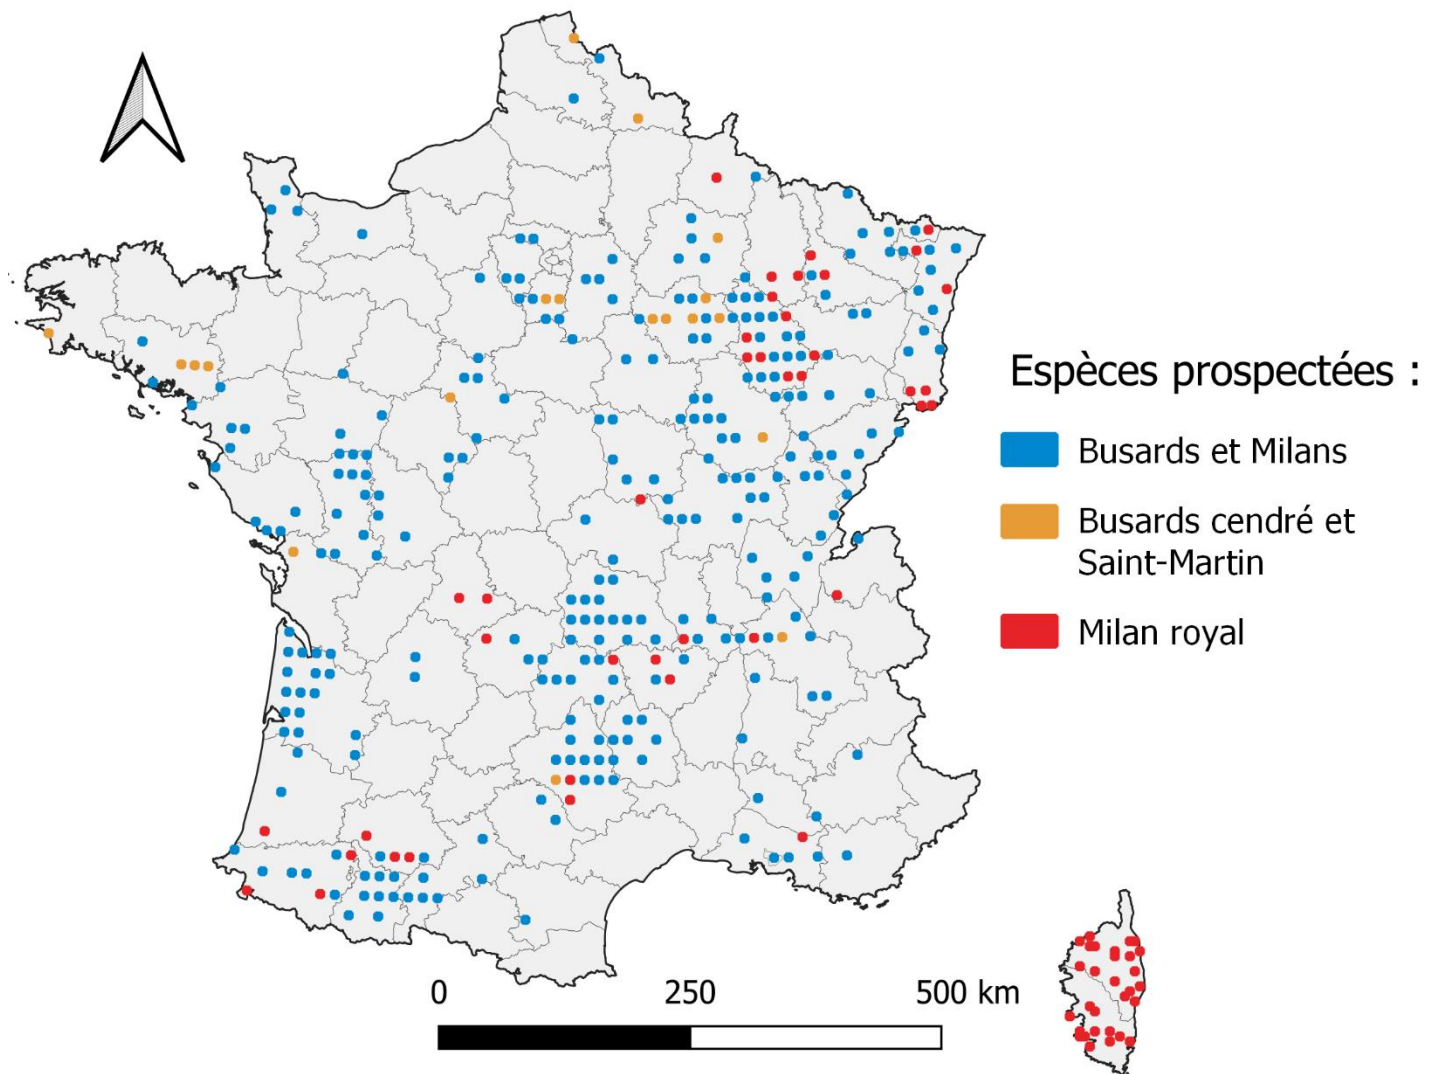 Espèces prospectées :
Busards et Milans
Busards cendré et
Saint-Martin
Milan royal
0 250 500 km